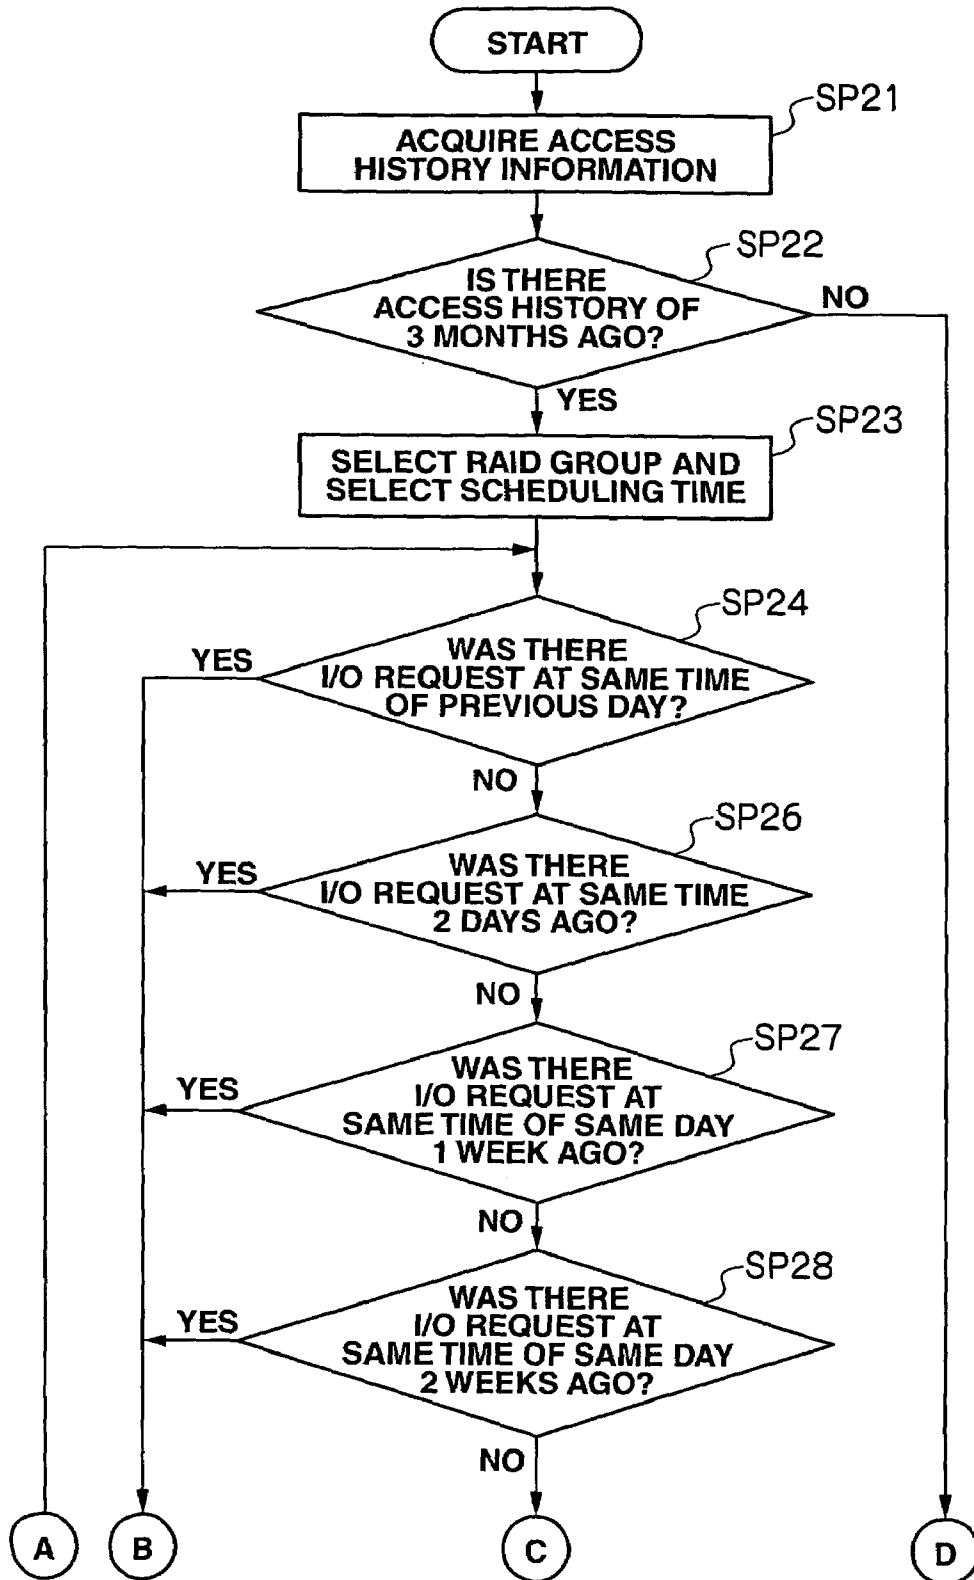 START
SP21
ACQUIRE ACCESS
HISTORY INFORMATION
SP22
IS THERE
ACCESS HISTORY OF
3 MONTHS AGO?
NO
YES
SP23
SELECT RAID GROUP AND
SELECT SCHEDULING TIME
SP24
WAS THERE
I/O REQUEST AT SAME TIME
OF PREVIOUS DAY?
YES
NO
SP26
WAS THERE
I/O REQUEST AT SAME TIME
2 DAYS AGO?
YES
NO
SP27
WAS THERE
I/O REQUEST AT
SAME TIME OF SAME DAY
1 WEEK AGO?
YES
NO
SP28
WAS THERE
I/O REQUEST AT
SAME TIME OF SAME DAY
2 WEEKS AGO?
YES
NO
A
B
C
D